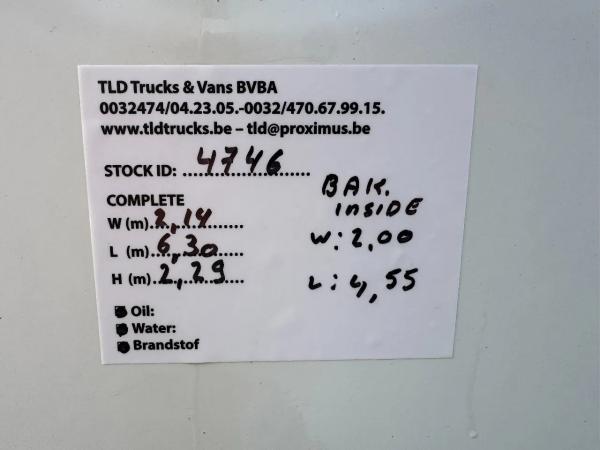 TLD Trucks & Vans BVBA
0032474/04.23.05.-0032/470.67.99.15.
www.tldtrucks.be – tld@proximus.be
STOCK ID: 4746
COMPLETE
W (m) 2,14
L (m) 6,30
H (m) 2,29
BAK.
INSIDE
W: 2,00
L: 4,55
Oil:
Water:
Brandstof